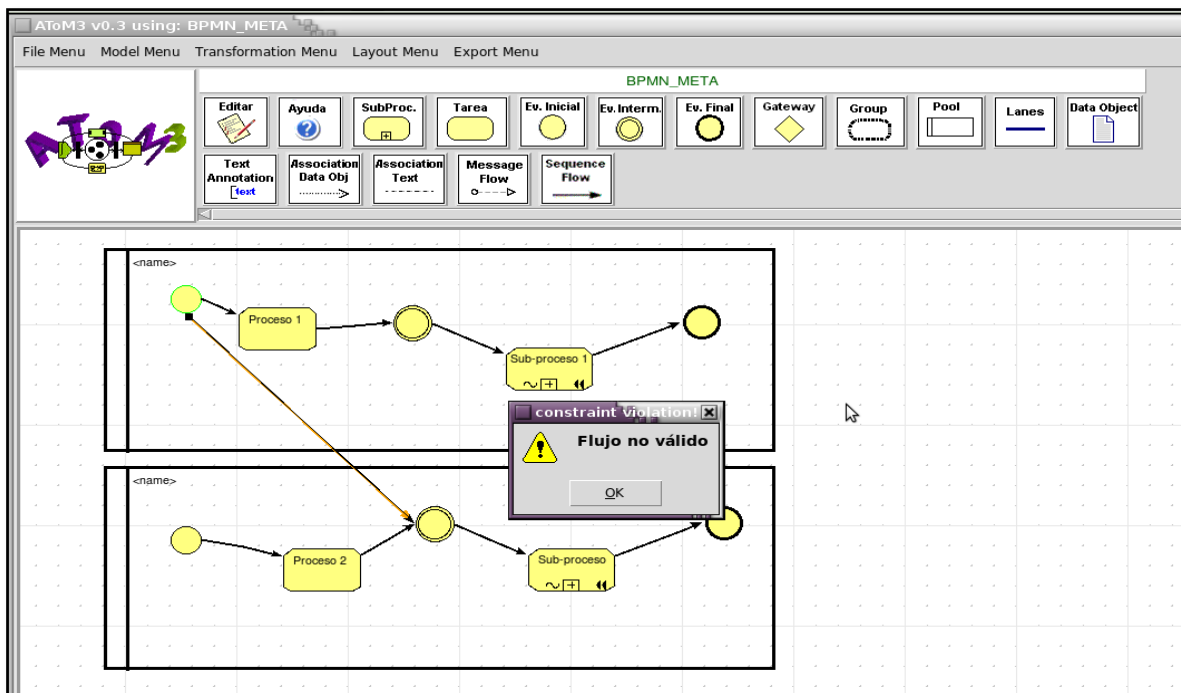 AToM3 v0.3 using: BPMN_META
File Menu Model Menu Transformation Menu Layout Menu Export Menu
BPMN_META
ATOM3
Editar
Ayuda
SubProc.
Tarea
Ev. Inicial
Ev. Interm.
Ev. Final
Gateway
Group
Pool
Lanes
Data Object
Text
Annotation
[text
Association
Data Obj
Association
Text
Message
Flow
Sequence
Flow
<name>
Proceso 1
Sub-proceso 1
constraint violation!
Flujo no válido
OK
<name>
Proceso 2
Sub-proceso